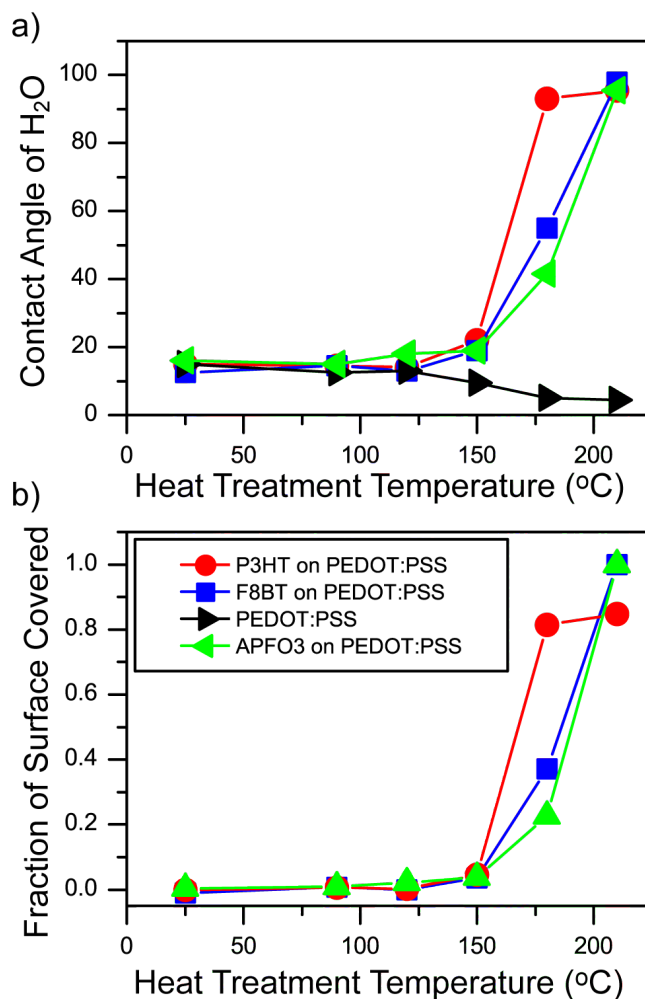 a)
Contact Angle of H₂O
100
80
60
40
20
0
0 50 100 150 200
Heat Treatment Temperature (ºC)
b)
Fraction of Surface Covered
1.0
0.8
0.6
0.4
0.2
0.0
P3HT on PEDOT:PSS
F8BT on PEDOT:PSS
PEDOT:PSS
APFO3 on PEDOT:PSS
0 50 100 150 200
Heat Treatment Temperature (ºC)